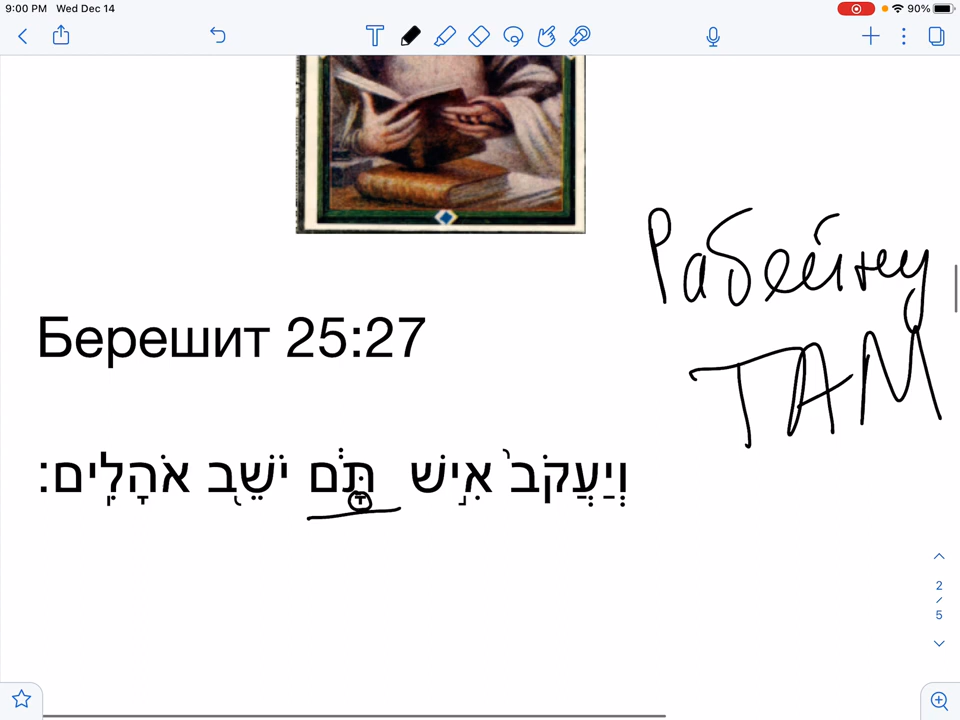 9:00 PM Wed Dec 14
90%
Рабейну
ТАМ
Берешит 25:27
וְיַעֲקֹב֙ אִ֣ישׁ תָּ֔ם יֹשֵׁ֖ב אֹהָלִֽים׃
2
/
5